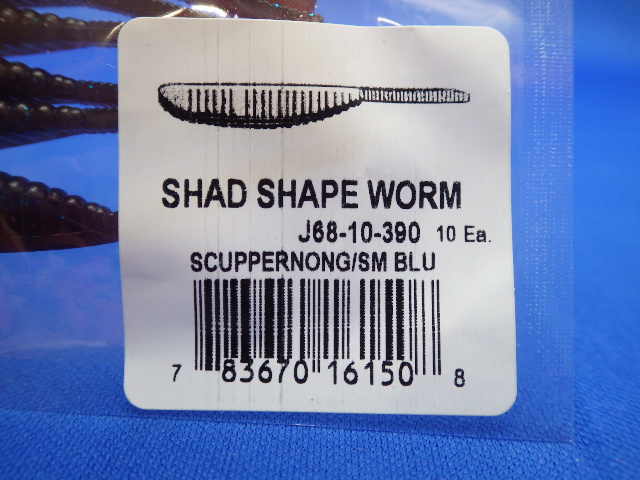 SHAD SHAPE WORM
J68-10-390 10 Ea.
SCUPPERNONG/SM BLU
7 83670 16150 8